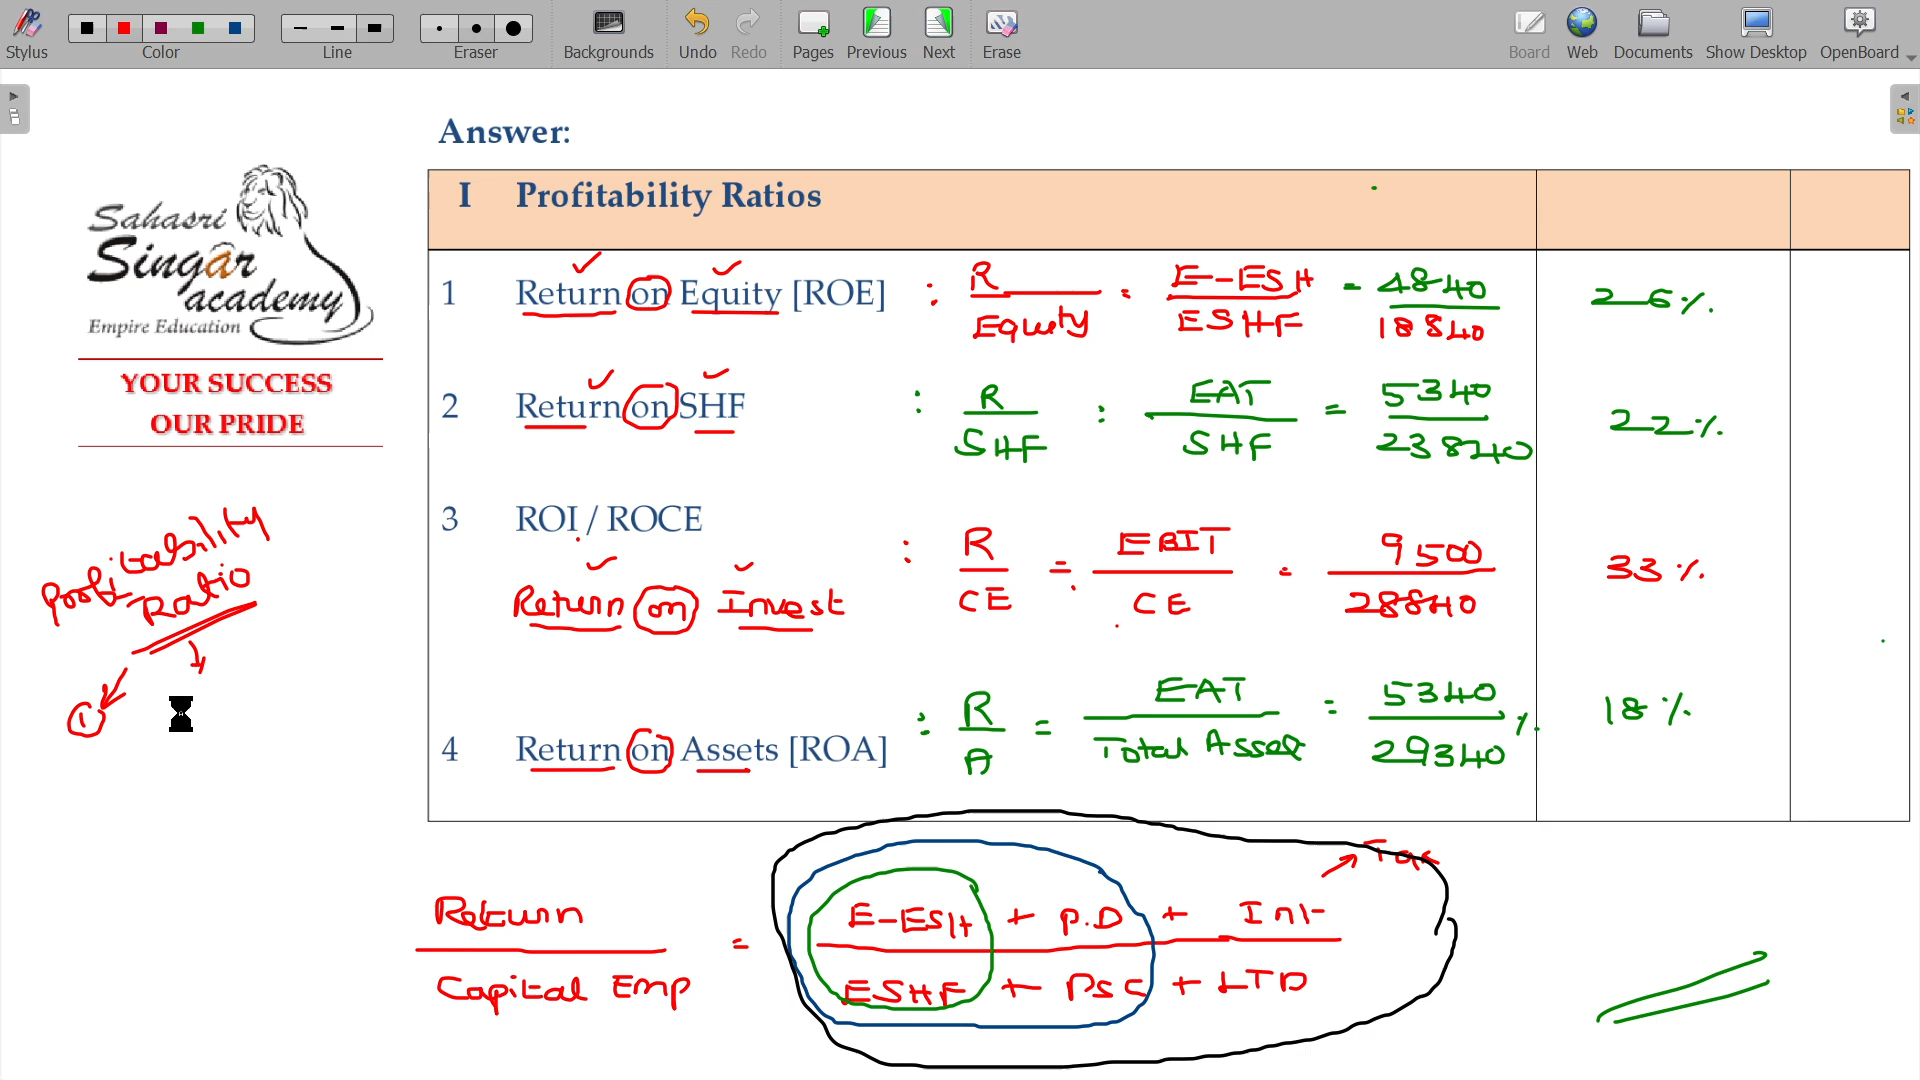 Stylus Color Line Eraser Backgrounds Undo Redo Pages Previous Next Erase Board Web Documents Show Desktop OpenBoard
Answer:
Sahasri
Singar
academy
Empire Education
YOUR SUCCESS
OUR PRIDE
Profitability
Ratio
1
I Profitability Ratios
1 Return on Equity [ROE] : R / Equity = E-ESH / ESHF = 4840 / 18840 26%
2 Return on SHF : R / SHF : EAT / SHF = 5340 / 23840 22%
3 ROI / ROCE
Return on Invest : R / CE = EBIT / CE = 9500 / 28840 33%
4 Return on Assets [ROA] : R / A = EAT / Total Asset = 5340 / 29340 % 18%
Tax
Return / Capital Emp = E-ESH + P.D + Int / ESHF + PSC + LTD